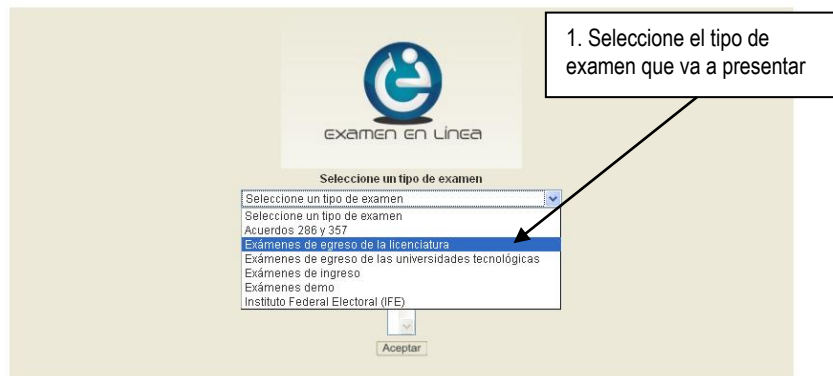 1. Seleccione el tipo de
examen que va a presentar
examen en línea
Seleccione un tipo de examen
Seleccione un tipo de examen
Seleccione un tipo de examen
Acuerdos 286 y 357
Exámenes de egreso de la licenciatura
Exámenes de egreso de las universidades tecnológicas
Exámenes de ingreso
Exámenes demo
Instituto Federal Electoral (IFE)
Aceptar